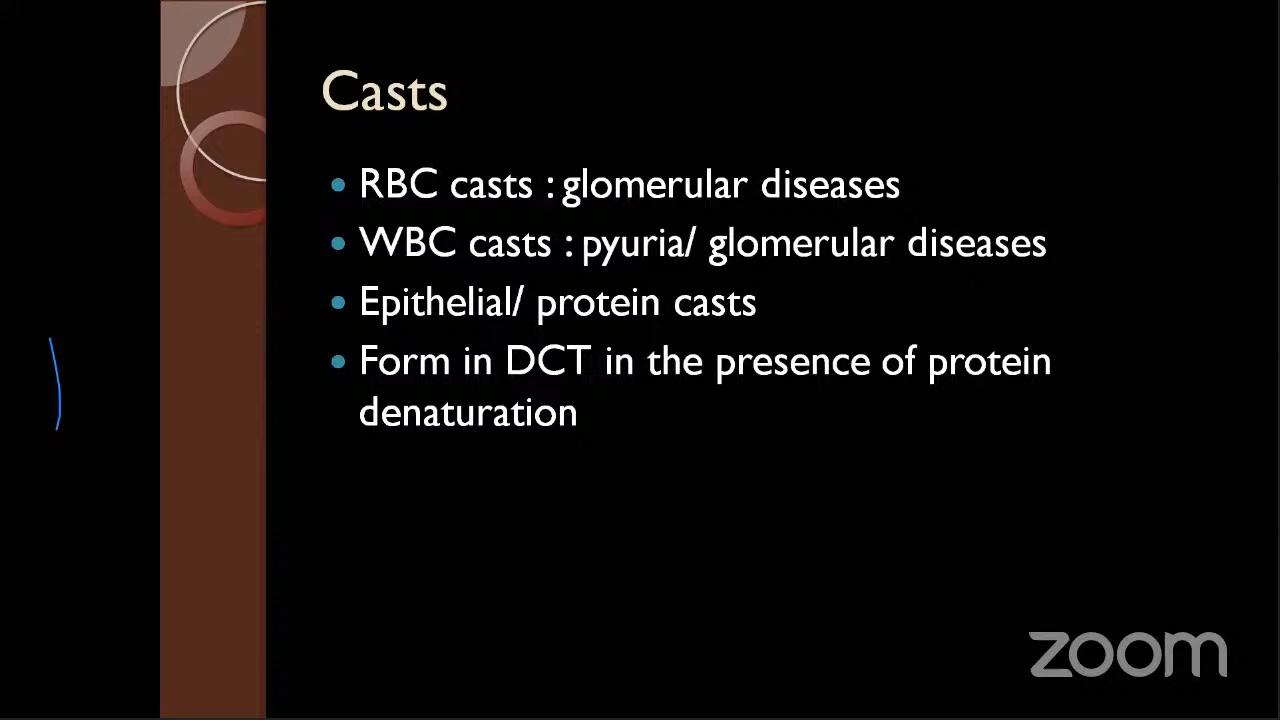 Casts
RBC casts : glomerular diseases
WBC casts : pyuria/ glomerular diseases
Epithelial/ protein casts
Form in DCT in the presence of protein
denaturation
zoom